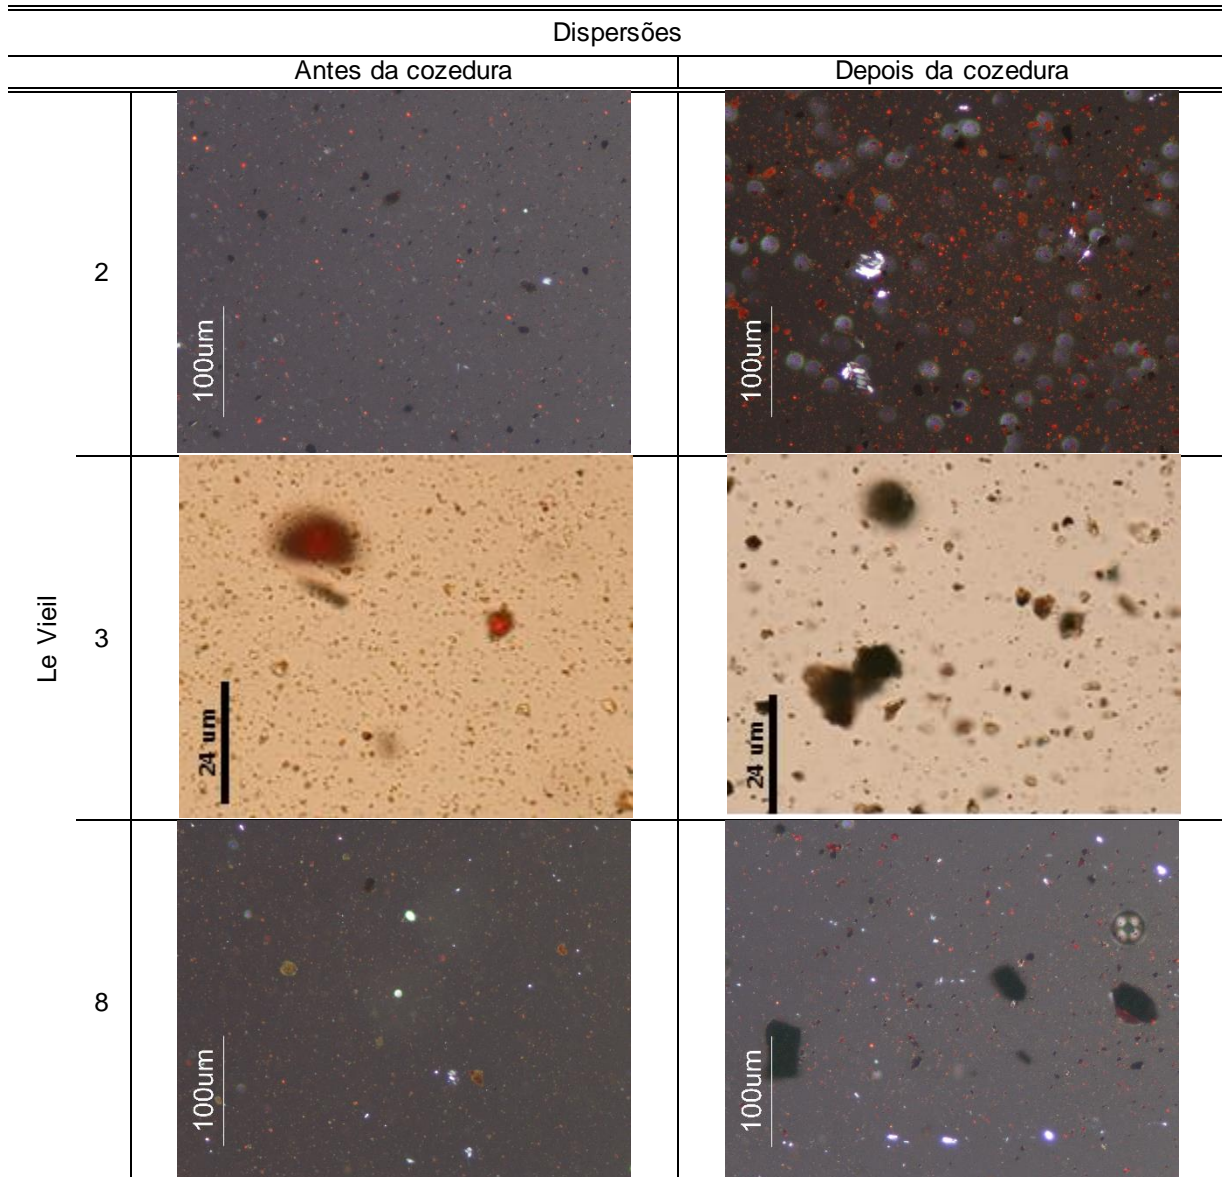 Dispersões
Antes da cozedura
Depois da cozedura
Le Vieil
2
100um
100um
3
24 um
24 um
8
100um
100um